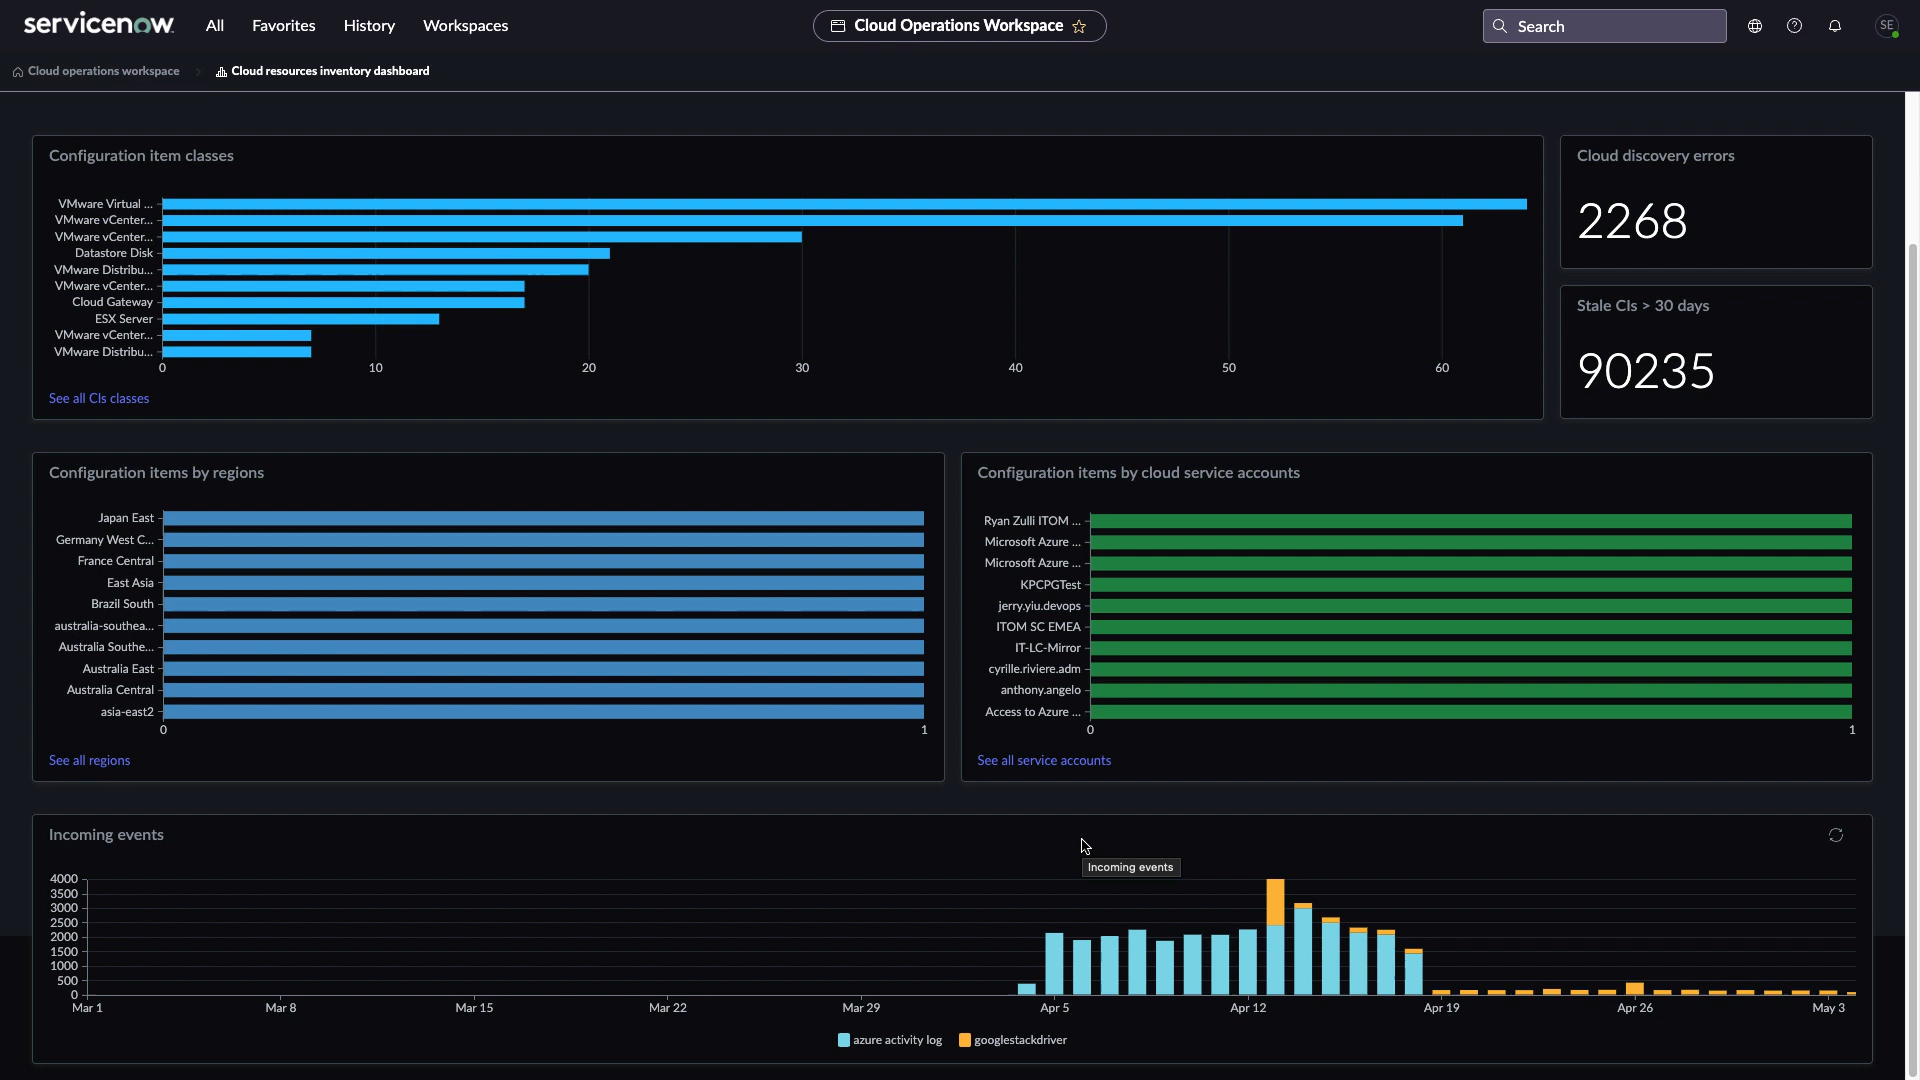 servicenow
All
Favorites
History
Workspaces
Cloud Operations Workspace
Search
SE
Cloud operations workspace
Cloud resources inventory dashboard
Configuration item classes
VMware Virtual ...
VMware vCenter...
VMware vCenter...
Datastore Disk
VMware Distribu...
VMware vCenter...
Cloud Gateway
ESX Server
VMware vCenter...
VMware Distribu...
0 10 20 30 40 50 60
See all CIs classes
Cloud discovery errors
2268
Stale CIs > 30 days
90235
Configuration items by regions
Japan East
Germany West C...
France Central
East Asia
Brazil South
australia-southea...
Australia Southe...
Australia East
Australia Central
asia-east2
0 1
See all regions
Configuration items by cloud service accounts
Ryan Zulli ITOM ...
Microsoft Azure ...
Microsoft Azure ...
KPCPGTest
jerry.yiu.devops
ITOM SC EMEA
IT-LC-Mirror
cyrille.riviere.adm
anthony.angelo
Access to Azure ...
0 1
See all service accounts
Incoming events
Incoming events
4000
3500
3000
2500
2000
1500
1000
500
0
Mar 1 Mar 8 Mar 15 Mar 22 Mar 29 Apr 5 Apr 12 Apr 19 Apr 26 May 3
azure activity log googlestackdriver